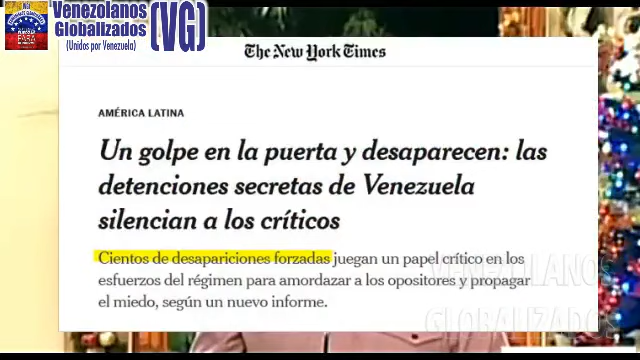 Venezolanos
Globalizados
(Unidos por Venezuela)
(VG)
The New York Times
AMÉRICA LATINA
Un golpe en la puerta y desaparecen: las
detenciones secretas de Venezuela
silencian a los críticos
Cientos de desapariciones forzadas juegan un papel crítico en los
esfuerzos del régimen para amordazar a los opositores y propagar
el miedo, según un nuevo informe.
VENEZOLANOS
GLOBALIZADOS